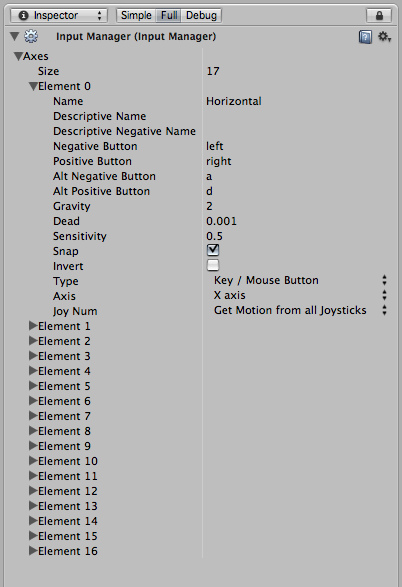 Inspector Simple Full Debug
Input Manager (Input Manager)
Axes
Size 17
Element 0
Name Horizontal
Descriptive Name
Descriptive Negative Name
Negative Button left
Positive Button right
Alt Negative Button a
Alt Positive Button d
Gravity 2
Dead 0.001
Sensitivity 0.5
Snap
Invert
Type Key / Mouse Button
Axis X axis
Joy Num Get Motion from all Joysticks
Element 1
Element 2
Element 3
Element 4
Element 5
Element 6
Element 7
Element 8
Element 9
Element 10
Element 11
Element 12
Element 13
Element 14
Element 15
Element 16